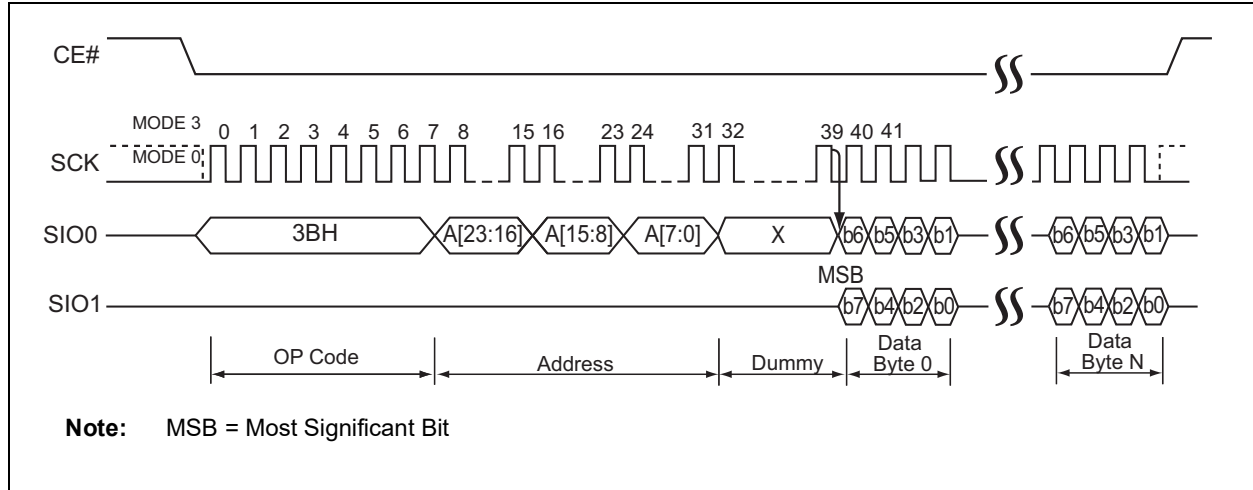 CE#
MODE 3
0 1 2 3 4 5 6 7 8 15 16 23 24 31 32 39 40 41
SCK MODE 0
SIO0 3BH A[23:16] A[15:8] A[7:0] X b6 b5 b3 b1 b6 b5 b3 b1
MSB
SIO1 b7 b4 b2 b0 b7 b4 b2 b0
OP Code Address Dummy Data Byte 0 Data Byte N
Note: MSB = Most Significant Bit